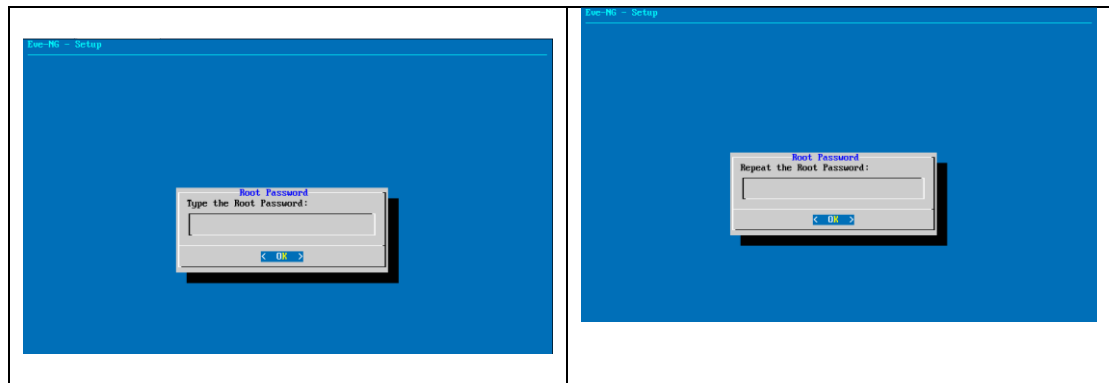 Eve-NG - Setup
Root Password
Type the Root Password:
< OK >
Eve-NG - Setup
Root Password
Repeat the Root Password:
< OK >